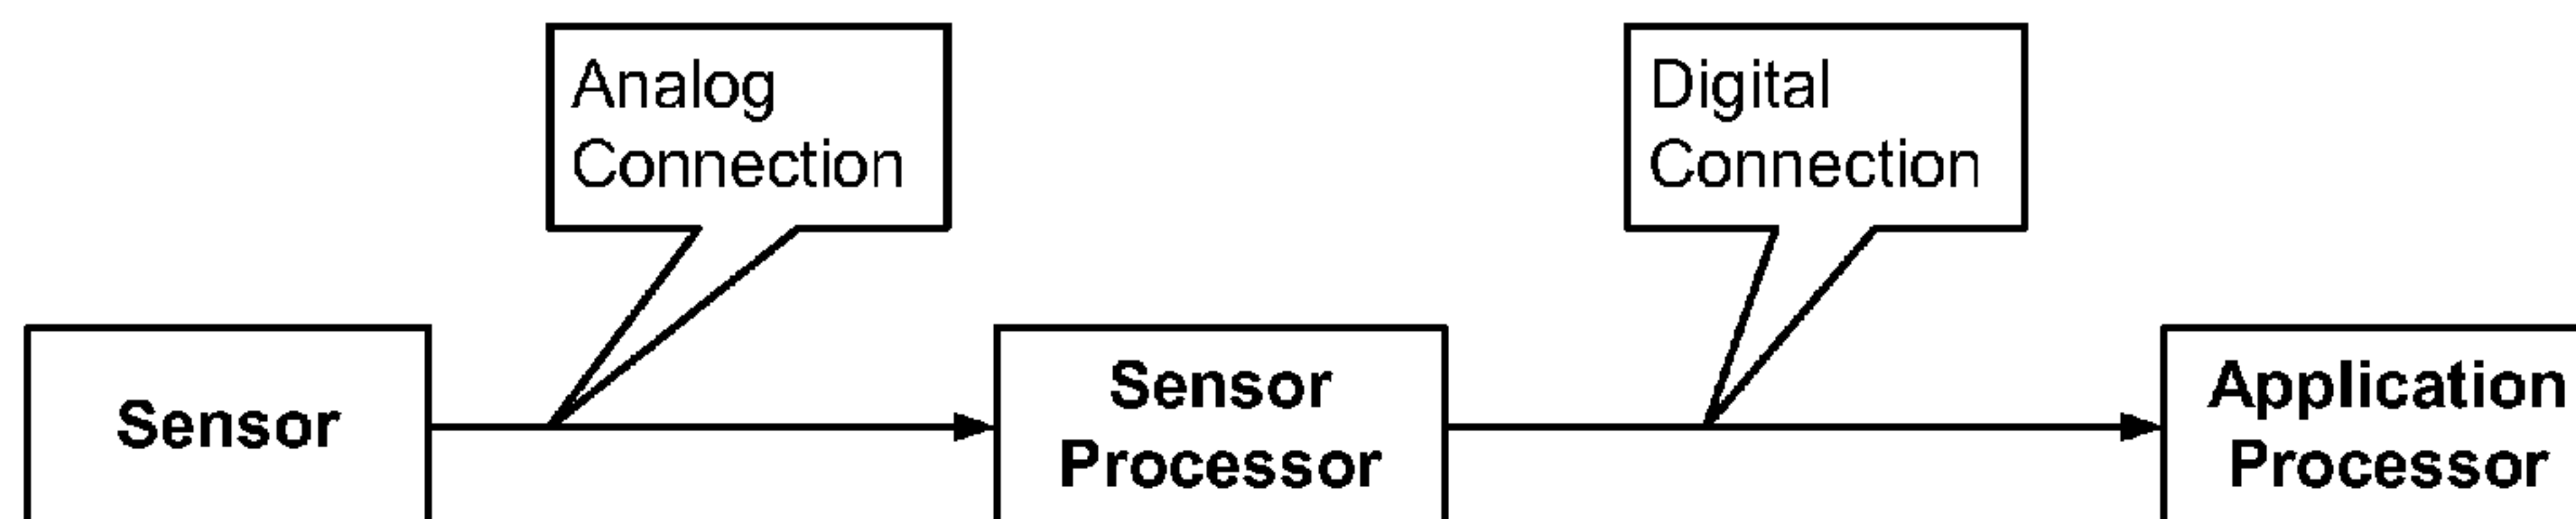 Analog
Connection
Digital
Connection
Sensor
Sensor
Processor
Application
Processor